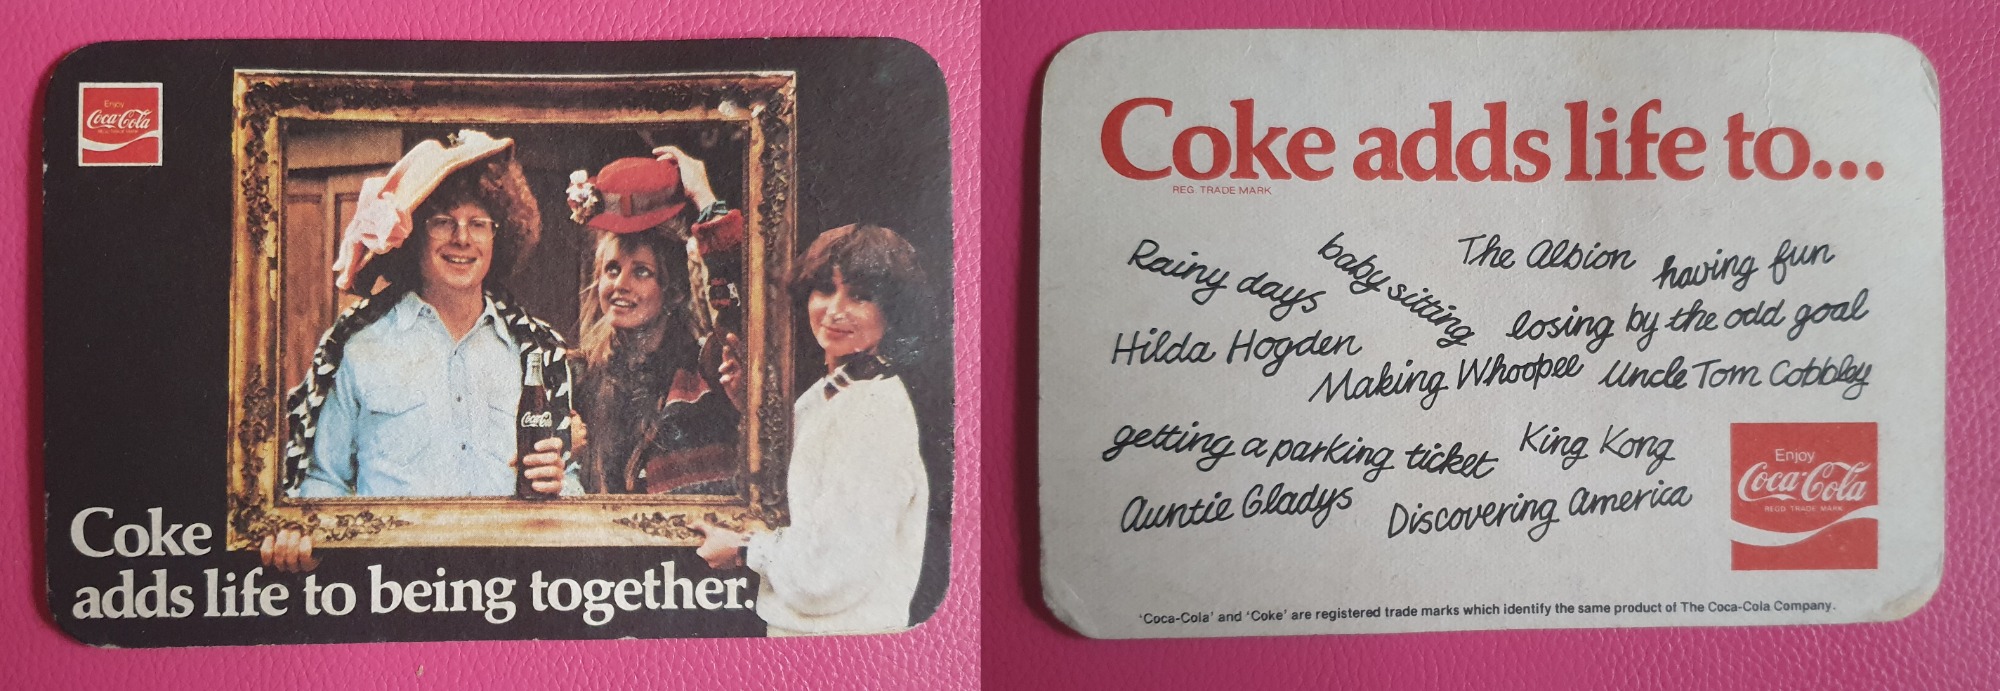 Enjoy
Coca-Cola
REG. TRADE MARK
Coca-Cola
Coke
adds life to being together.
Coke adds life to...
REG. TRADE MARK
Rainy days
baby sitting
The Albion
having fun
Hilda Hogden
losing by the odd goal
Making Whoopee
Uncle Tom Cobbley
getting a parking ticket
King Kong
Auntie Gladys
Discovering America
Enjoy
Coca-Cola
REGD. TRADE MARK
'Coca-Cola' and 'Coke' are registered trade marks which identify the same product of The Coca-Cola Company.